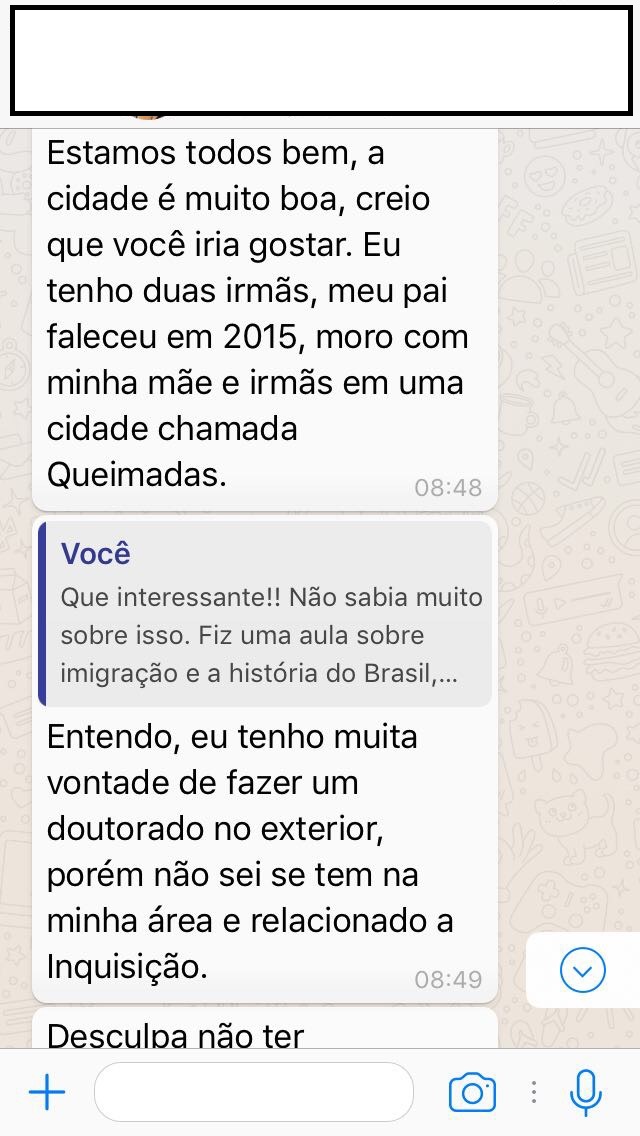 Estamos todos bem, a
cidade é muito boa, creio
que você iria gostar. Eu
tenho duas irmãs, meu pai
faleceu em 2015, moro com
minha mãe e irmãs em uma
cidade chamada
Queimadas.
08:48
Você
Que interessante!! Não sabia muito
sobre isso. Fiz uma aula sobre
imigração e a história do Brasil,...
Entendo, eu tenho muita
vontade de fazer um
doutorado no exterior,
porém não sei se tem na
minha área e relacionado a
Inquisição.
08:49
Desculpa não ter